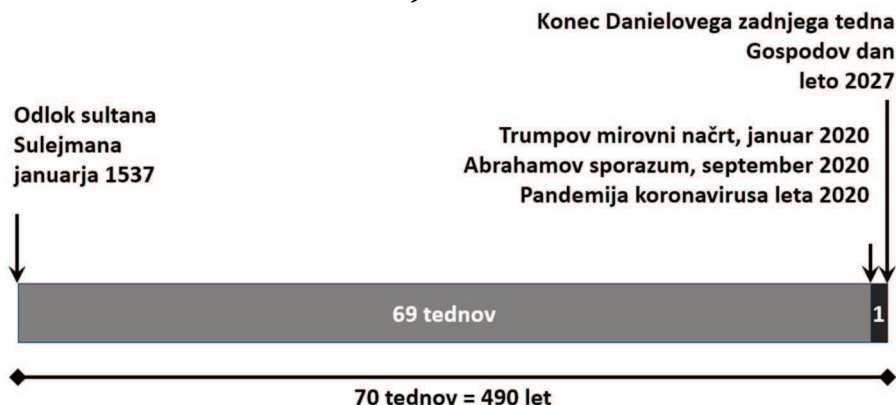 Konec Danielovega zadnjega tedna
Gospodov dan
leto 2027
Odlok sultana
Sulejmana
januarja 1537
Trumpov mirovni načrt, januar 2020
Abrahamov sporazum, september 2020
Pandemija koronavirusa leta 2020
69 tednov
1
70 tednov = 490 let